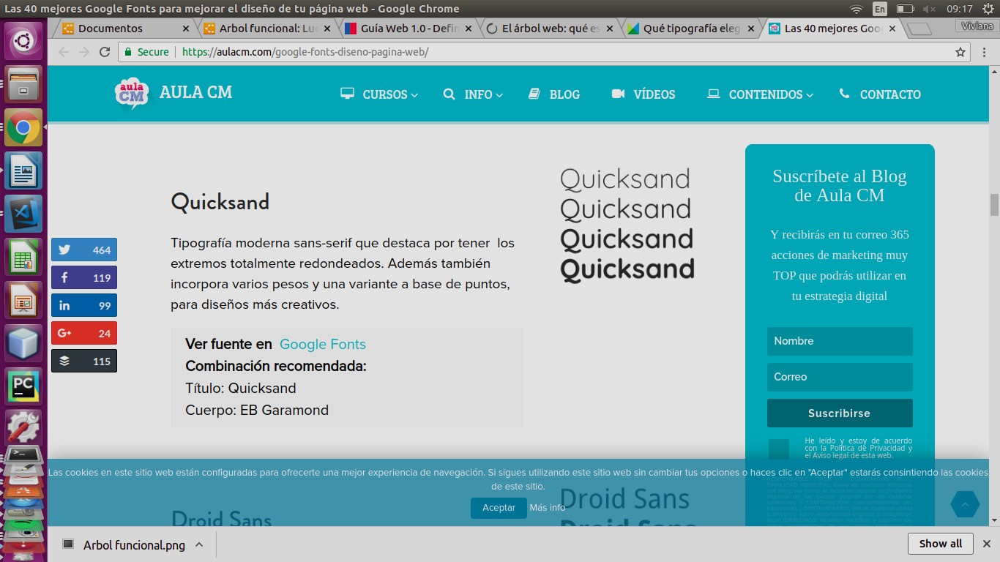 Las 40 mejores Google Fonts para mejorar el diseño de tu página web - Google Chrome
En
09:17
Documentos
Arbol funcional: Luc
Guía Web 1.0 - Defin
El árbol web: qué es
Qué tipografía eleg
Las 40 mejores Goo
Viviana
Secure
https://aulacm.com/google-fonts-diseno-pagina-web/
aula
CM
AULA CM
CURSOS
INFO
BLOG
VÍDEOS
CONTENIDOS
CONTACTO
464
119
99
24
115
Quicksand
Tipografía moderna sans-serif que destaca por tener los
extremos totalmente redondeados. Además también
incorpora varios pesos y una variante a base de puntos,
para diseños más creativos.
Ver fuente en Google Fonts
Combinación recomendada:
Título: Quicksand
Cuerpo: EB Garamond
Quicksand
Quicksand
Quicksand
Quicksand
Suscríbete al Blog
de Aula CM
Y recibirás en tu correo 365
acciones de marketing muy
TOP que podrás utilizar en
tu estrategia digital
Nombre
Correo
Suscribirse
He leído y estoy de acuerdo
con la Política de Privacidad y
el Aviso legal de esta web.
Las cookies en este sitio web están configuradas para ofrecerte una mejor experiencia de navegación. Si sigues utilizando este sitio web sin cambiar tus opciones o haces clic en "Aceptar" estarás consintiendo las cookies
de este sitio.
Aceptar
Más info
Droid Sans
Droid Sans
Droid Sans
PC
Arbol funcional.png
Show all